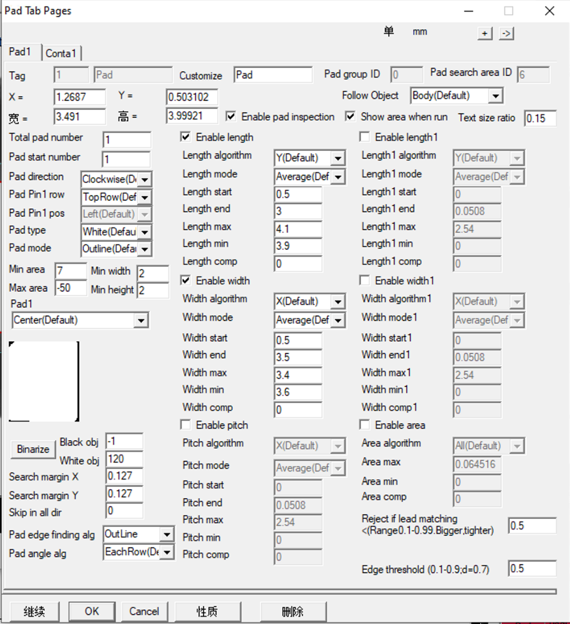 Pad Tab Pages
单 mm + ->
Pad1 Conta1
Tag 1 Pad Customize Pad Pad group ID 0 Pad search area ID 6
X = 1.2687 Y = 0.503102 Follow Object Body(Default)
宽 = 3.491 高 = 3.99921 Enable pad inspection Show area when run Text size ratio 0.15
Total pad number 1
Pad start number 1
Pad direction Clockwise(D
Pad Pin1 row TopRow(Def
Pad Pin1 pos Left(Default)
Pad type White(Defau
Pad mode Outline(Defau
Min area 7 Min width 2
Max area -50 Min height 2
Pad1
Center(Default)
Binarize Black obj -1
White obj 120
Search margin X 0.127
Search margin Y 0.127
Skip in all dir 0
Pad edge finding alg OutLine
Pad angle alg EachRow(De
Enable length
Length algorithm Y(Default)
Length mode Average(Def
Length start 0.5
Length end 3
Length max 4.1
Length min 3.9
Length comp 0
Enable width
Width algorithm X(Default)
Width mode Average(Def
Width start 0.5
Width end 3.5
Width max 3.4
Width min 3.6
Width comp 0
Enable pitch
Pitch algorithm X(Default)
Pitch mode Average(Def
Pitch start 0
Pitch end 0.0508
Pitch max 2.54
Pitch min 0
Pitch comp 0
Enable length1
Length1 algorithm Y(Default)
Length1 mode Average(Def
Length1 start 0
Length1 end 0.0508
Length1 max 2.54
Length1 min 0
Length1 comp 0
Enable width1
Width algorithm1 X(Default)
Width mode1 Average(Def
Width start1 0
Width end1 0.0508
Width max1 2.54
Width min1 0
Width comp1 0
Enable area
Area algorithm All(Default)
Area max 0.064516
Area min 0
Area comp 0
Reject if lead matching
<(Range0.1-0.99.Bigger,tighter) 0.5
Edge threshold (0.1-0.9;d=0.7) 0.5
继续 OK Cancel 性质 刪除